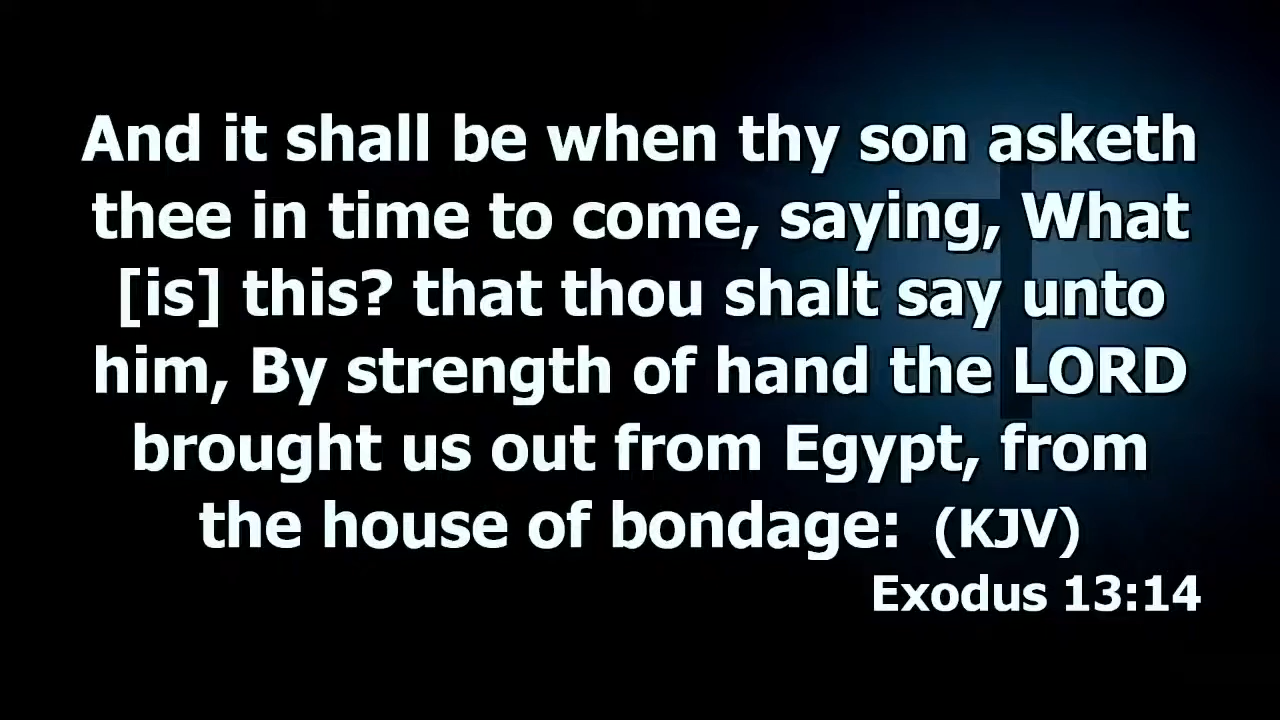 And it shall be when thy son asketh
thee in time to come, saying, What
[is] this? that thou shalt say unto
him, By strength of hand the LORD
brought us out from Egypt, from
the house of bondage: (KJV)
Exodus 13:14